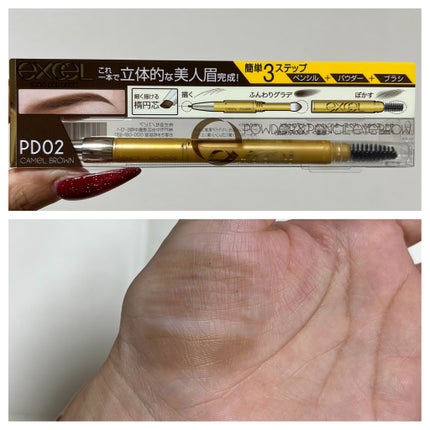 excel
これ一本で立体的な美人眉完成!
簡単3ステップ
ペンシル+パウダー+ブラシ
細く描ける
楕円芯
描く
ふんわりグラデ
ぼかす
POWDER&PENCIL EYEBROW
PD02
CAMEL BROWN